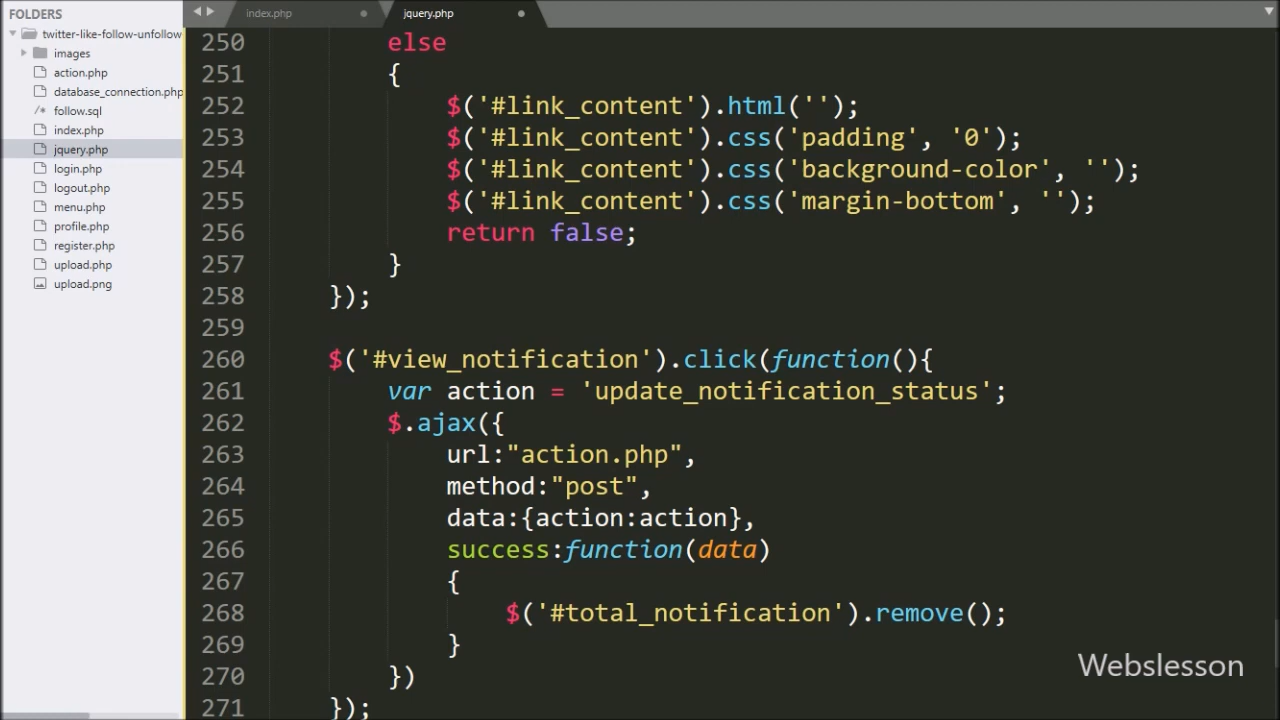 FOLDERS
twitter-like-follow-unfollow
images
action.php
database_connection.php
follow.sql
index.php
jquery.php
login.php
logout.php
menu.php
profile.php
register.php
upload.php
upload.png
index.php
jquery.php
250 else
251 {
252 $('#link_content').html('');
253 $('#link_content').css('padding', '0');
254 $('#link_content').css('background-color', '');
255 $('#link_content').css('margin-bottom', '');
256 return false;
257 }
258 });
259
260 $('#view_notification').click(function(){
261 var action = 'update_notification_status';
262 $.ajax({
263 url:"action.php",
264 method:"post",
265 data:{action:action},
266 success:function(data)
267 {
268 $('#total_notification').remove();
269 }
270 })
271 });
Webslesson